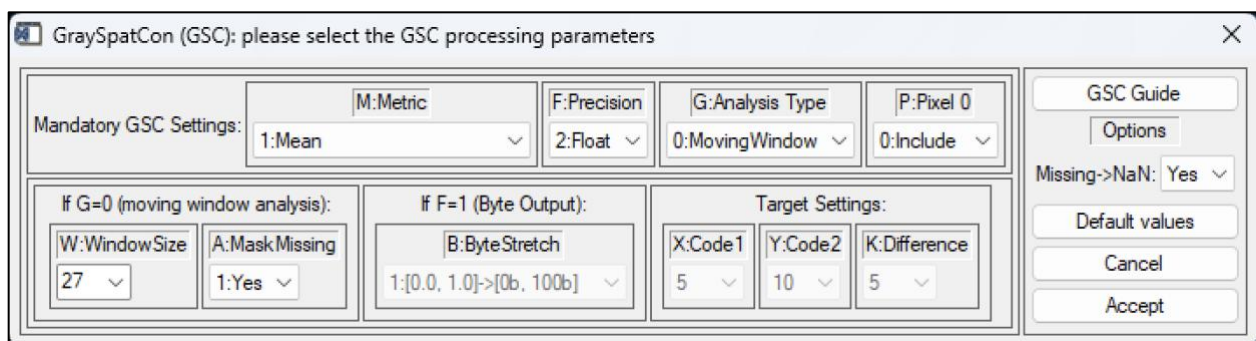 GraySpatCon (GSC): please select the GSC processing parameters
Mandatory GSC Settings:
M:Metric
1:Mean
F:Precision
2:Float
G:Analysis Type
0:MovingWindow
P:Pixel 0
0:Include
If G=0 (moving window analysis):
W:WindowSize
27
A:MaskMissing
1:Yes
If F=1 (Byte Output):
B:ByteStretch
1:[0.0, 1.0]->[0b, 100b]
Target Settings:
X:Code1
5
Y:Code2
10
K:Difference
5
GSC Guide
Options
Missing->NaN: Yes
Default values
Cancel
Accept